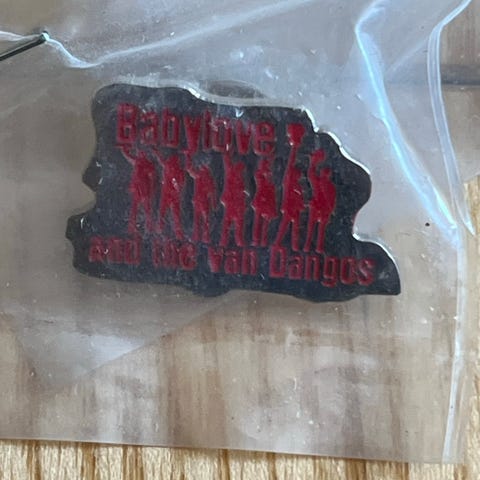 Babylove
and the van Dangos